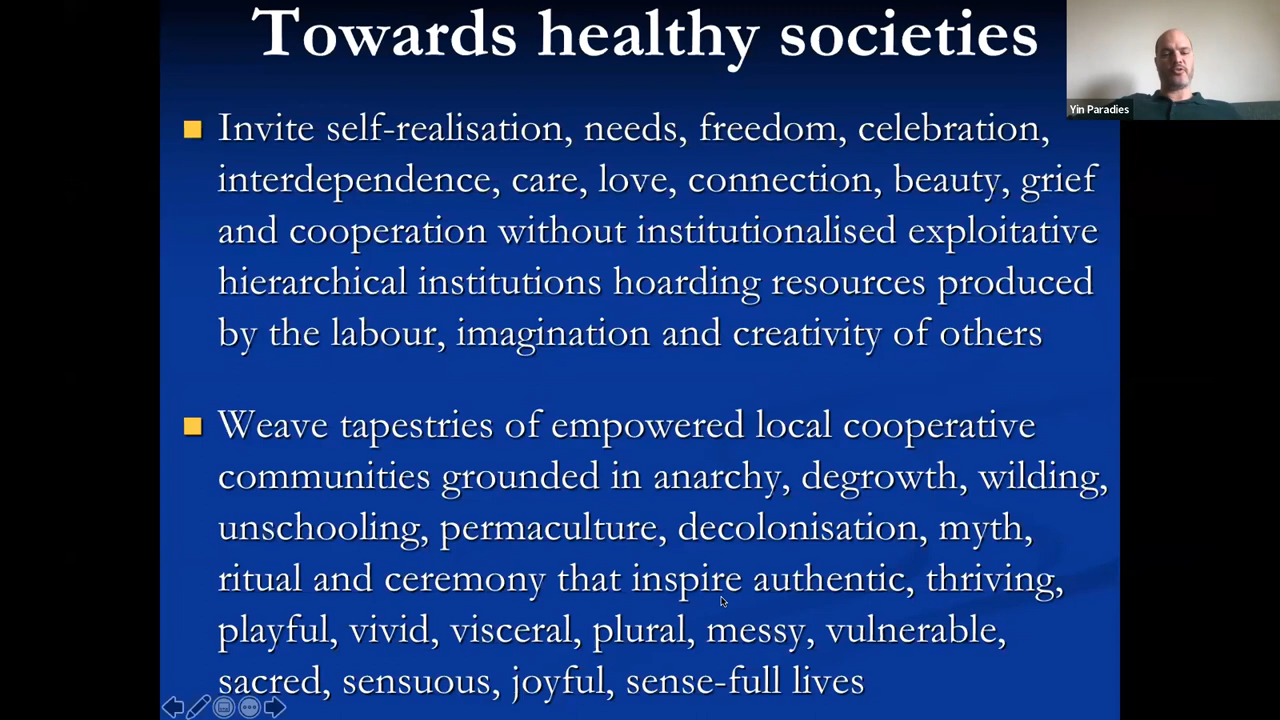 Towards healthy societies
Yin Paradies
Invite self-realisation, needs, freedom, celebration,
interdependence, care, love, connection, beauty, grief
and cooperation without institutionalised exploitative
hierarchical institutions hoarding resources produced
by the labour, imagination and creativity of others
Weave tapestries of empowered local cooperative
communities grounded in anarchy, degrowth, wilding,
unschooling, permaculture, decolonisation, myth,
ritual and ceremony that inspire authentic, thriving,
playful, vivid, visceral, plural, messy, vulnerable,
sacred, sensuous, joyful, sense-full lives